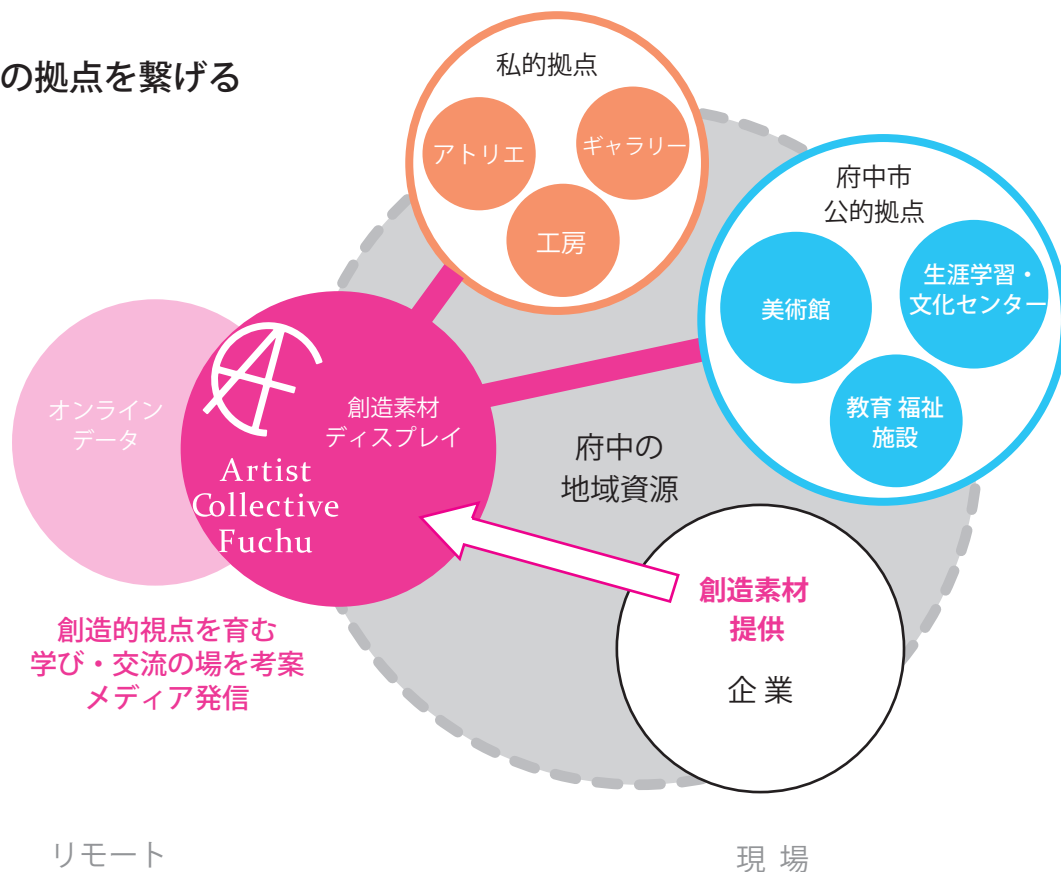 の拠点を繋げる
私的拠点
アトリエ
ギャラリー
工房
府中市
公的拠点
美術館
生涯学習・
文化センター
教育 福祉
施設
オンライン
データ
創造素材
ディスプレイ
Artist
Collective
Fuchu
府中の
地域資源
創造素材
提供
企業
創造的視点を育む
学び・交流の場を考案
メディア発信
リモート
現場